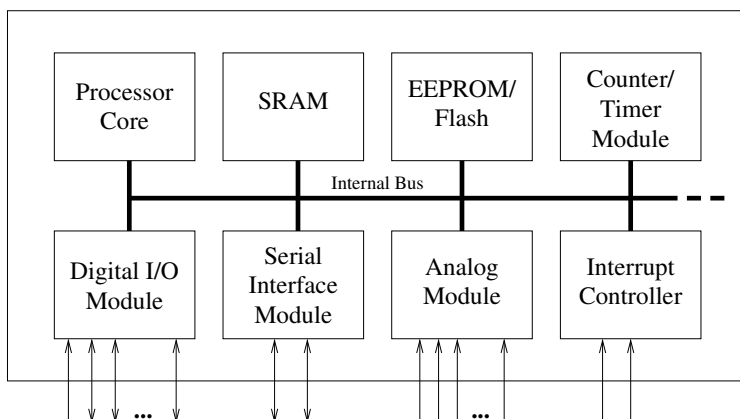 Processor
Core
SRAM
EEPROM/
Flash
Counter/
Timer
Module
Internal Bus
Digital I/O
Module
Serial
Interface
Module
Analog
Module
Interrupt
Controller
...
...